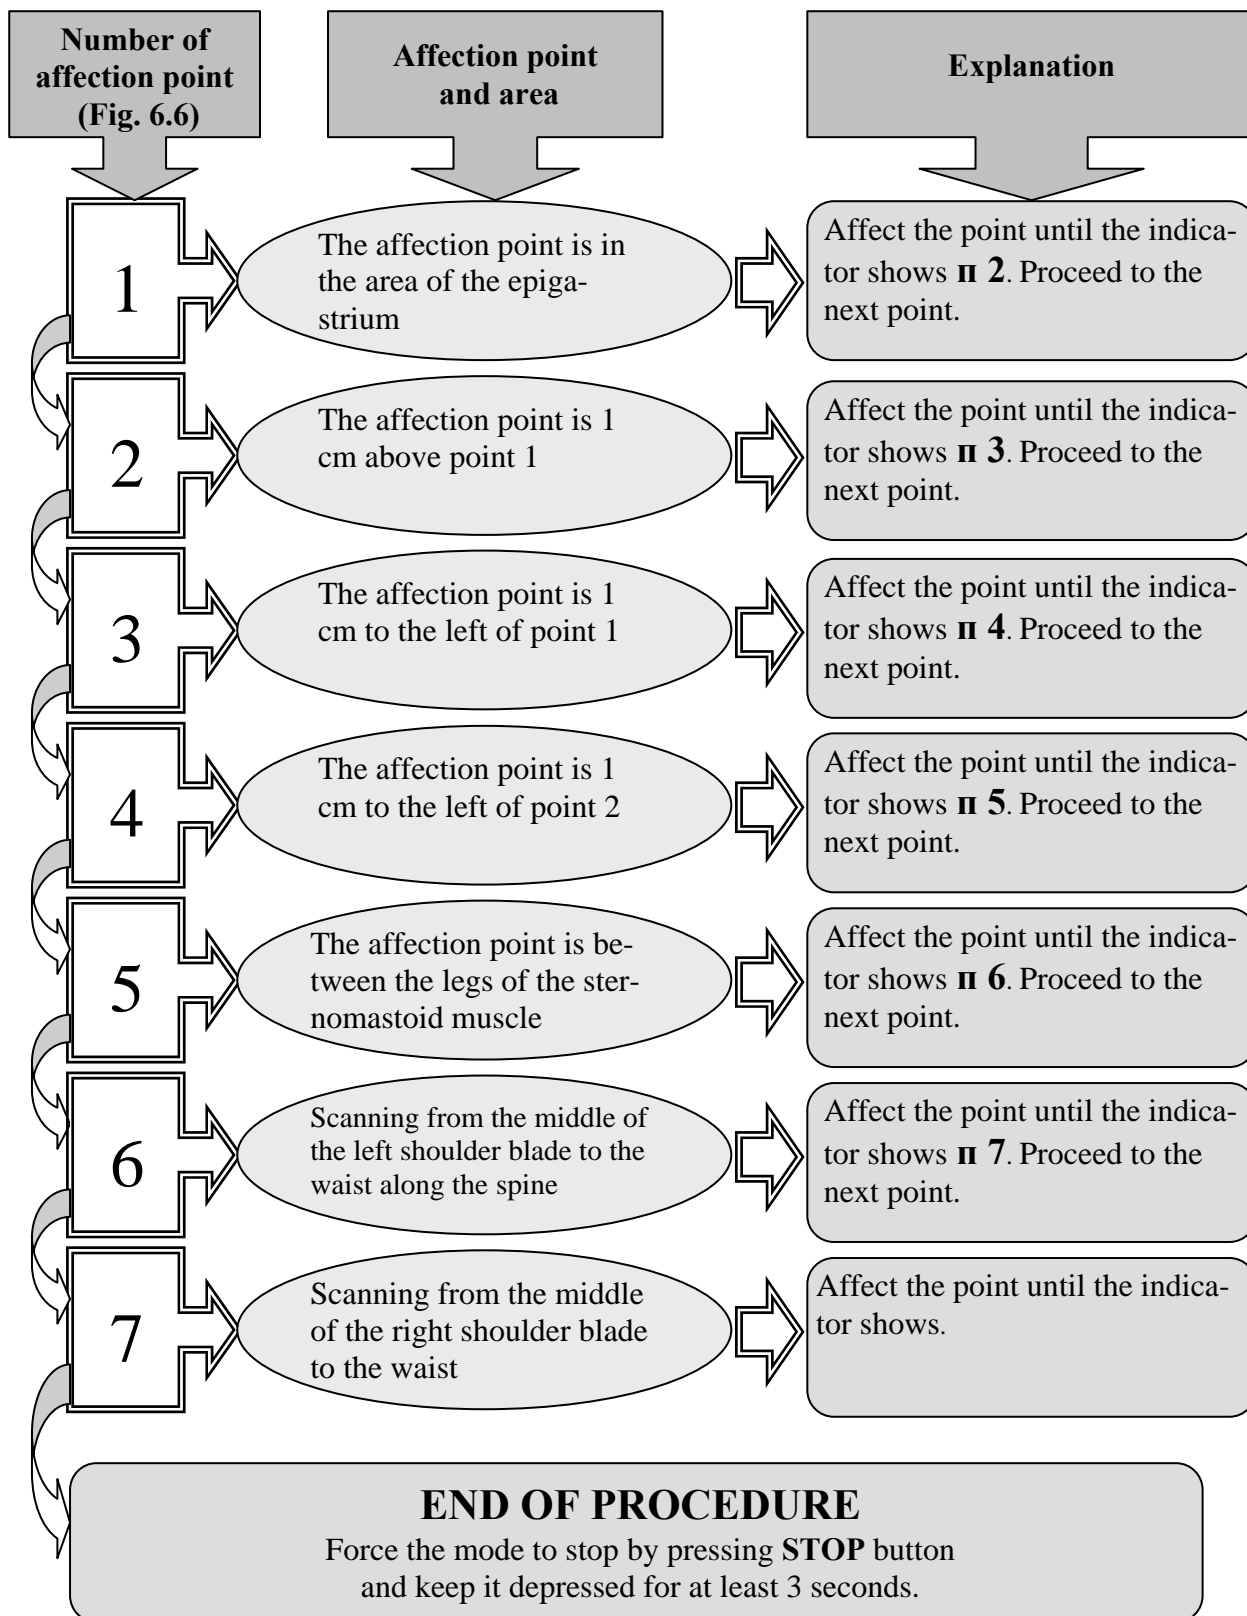 Number of
affection point
(Fig. 6.6)
Affection point
and area
Explanation
1
The affection point is in
the area of the epiga-
strium
Affect the point until the indica-
tor shows п 2. Proceed to the
next point.
2
The affection point is 1
cm above point 1
Affect the point until the indica-
tor shows п 3. Proceed to the
next point.
3
The affection point is 1
cm to the left of point 1
Affect the point until the indica-
tor shows п 4. Proceed to the
next point.
4
The affection point is 1
cm to the left of point 2
Affect the point until the indica-
tor shows п 5. Proceed to the
next point.
5
The affection point is be-
tween the legs of the ster-
nomastoid muscle
Affect the point until the indica-
tor shows п 6. Proceed to the
next point.
6
Scanning from the middle of
the left shoulder blade to the
waist along the spine
Affect the point until the indica-
tor shows п 7. Proceed to the
next point.
7
Scanning from the middle
of the right shoulder blade
to the waist
Affect the point until the indica-
tor shows.
END OF PROCEDURE
Force the mode to stop by pressing STOP button
and keep it depressed for at least 3 seconds.